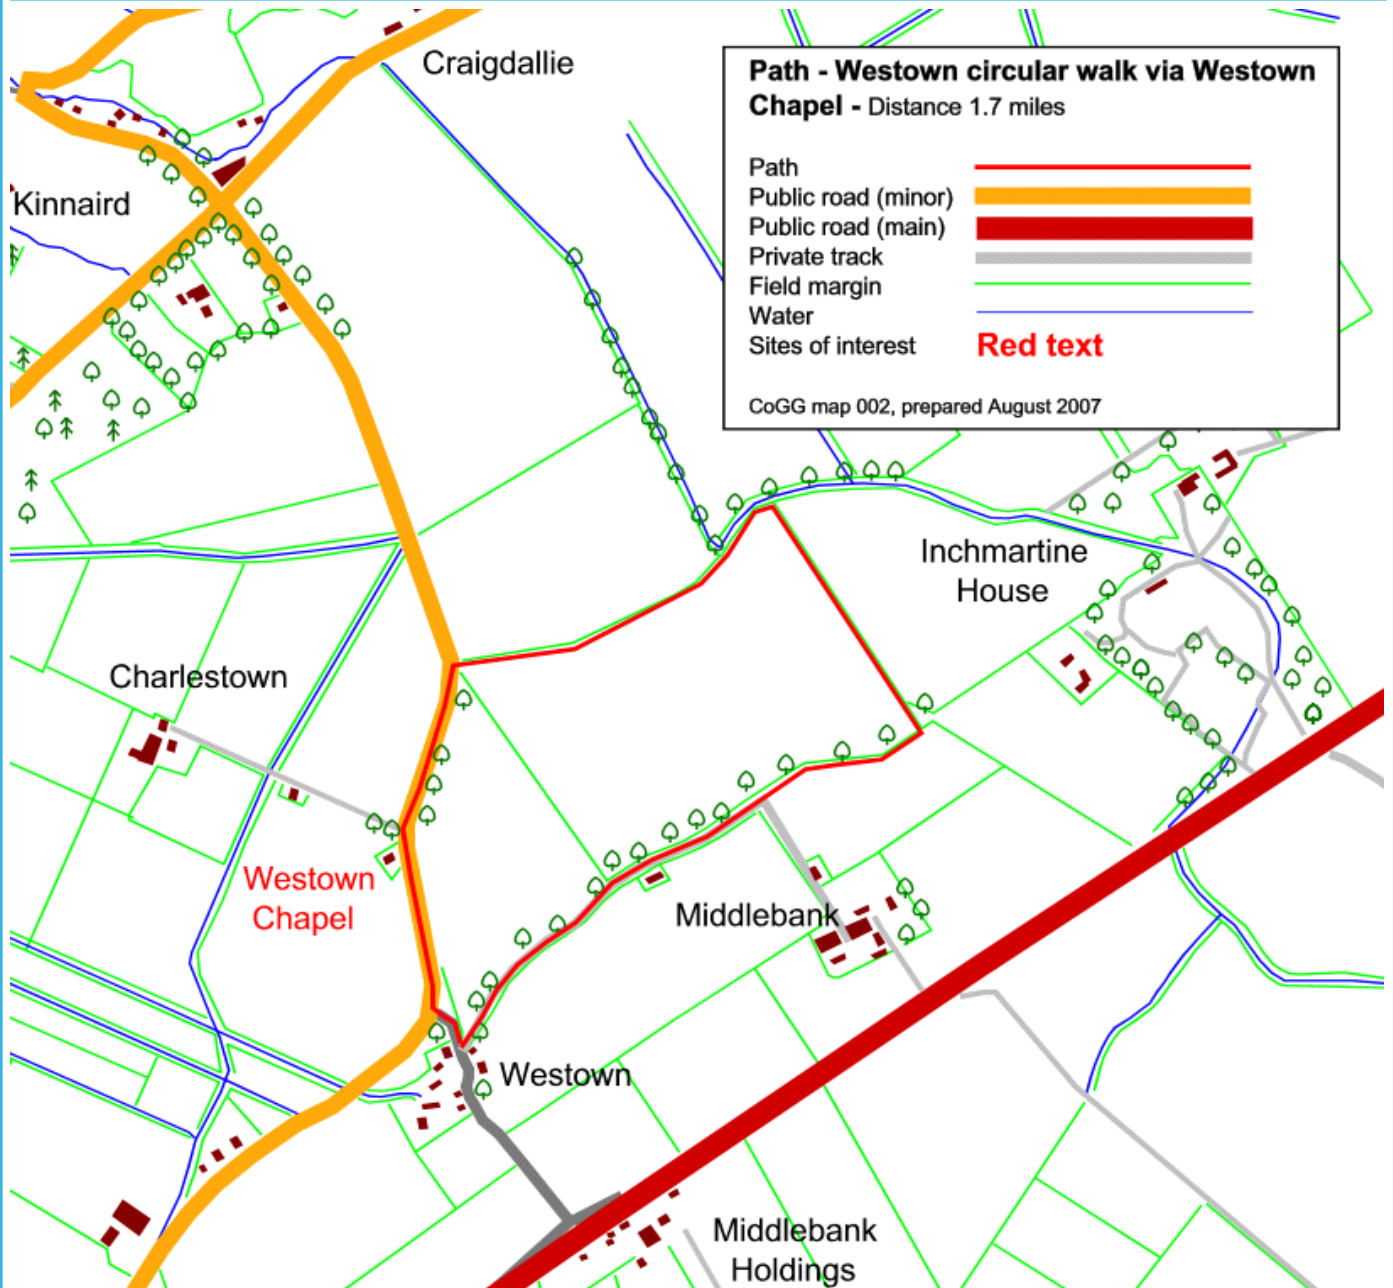 Craigdallie
Path - Westown circular walk via Westown
Chapel - Distance 1.7 miles
Path
Public road (minor)
Public road (main)
Private track
Field margin
Water
Sites of interest Red text
CoGG map 002, prepared August 2007
Kinnaird
Inchmartine
House
Charlestown
Westown
Chapel
Middlebank
Westown
Middlebank
Holdings